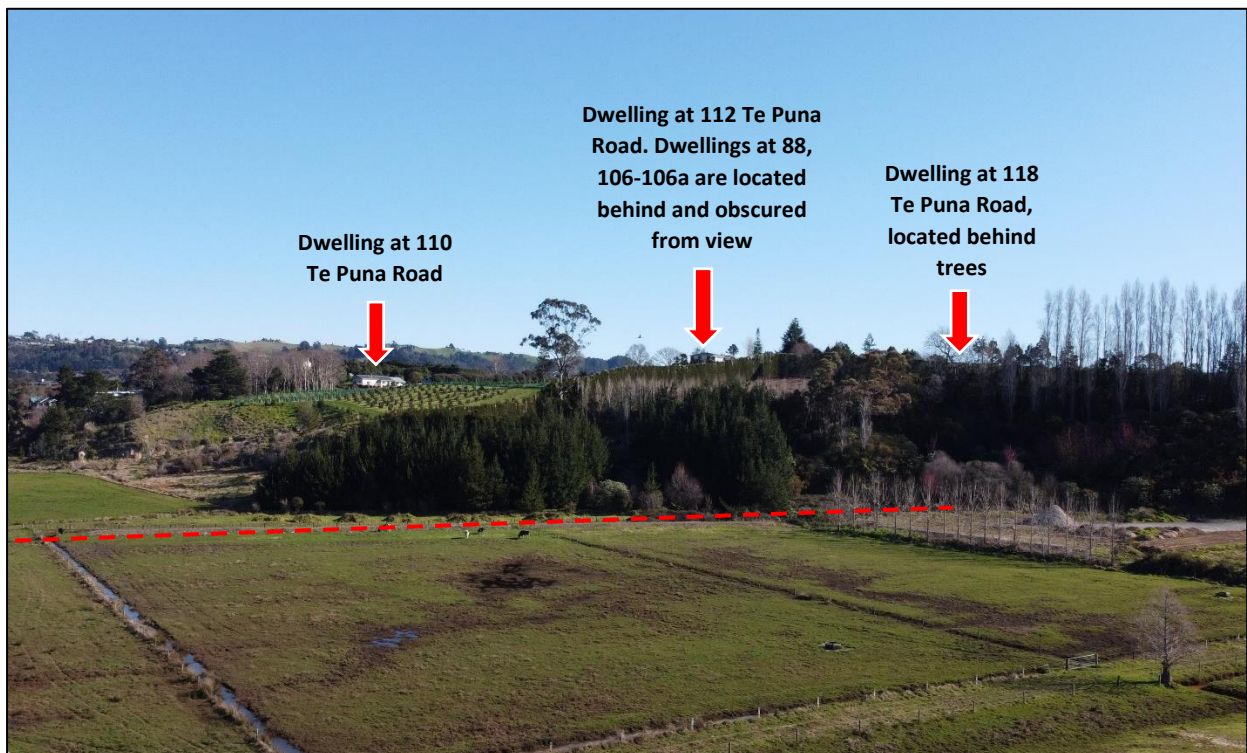 Dwelling at 110
Te Puna Road
Dwelling at 112 Te Puna
Road. Dwellings at 88,
106-106a are located
behind and obscured
from view
Dwelling at 118
Te Puna Road,
located behind
trees